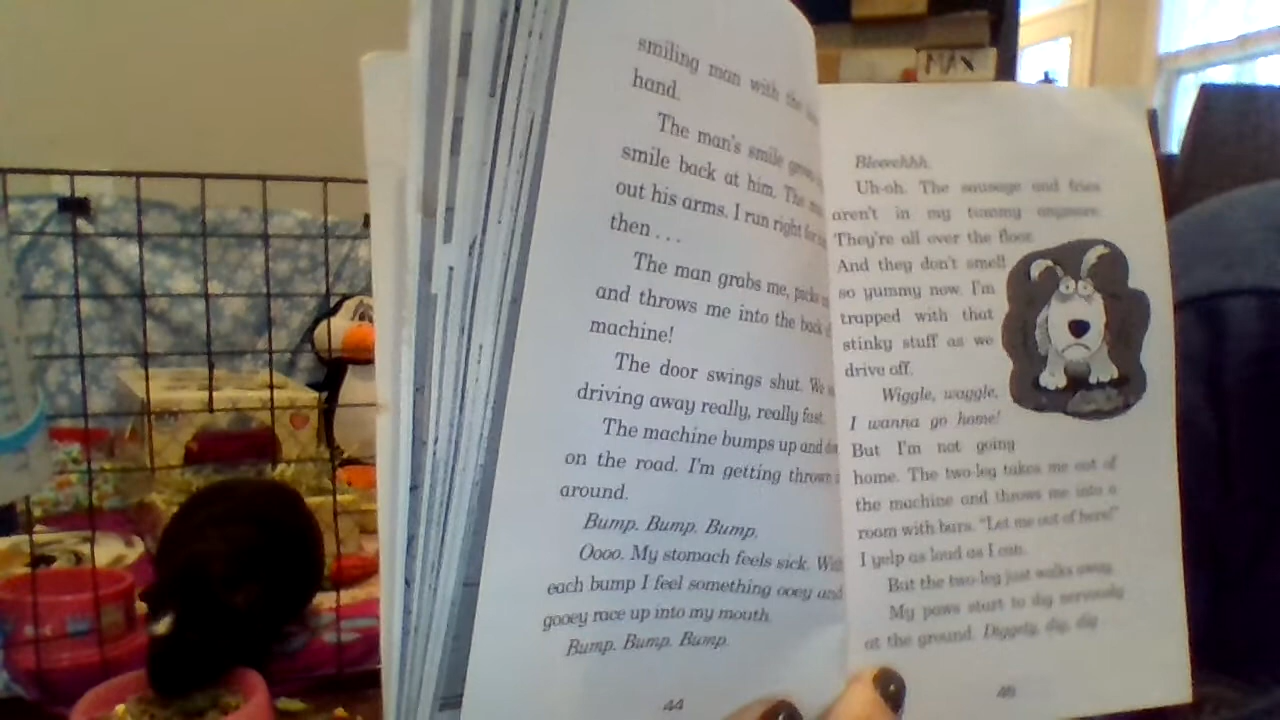 smiling man with the
hand.
The man's smile grows
smile back at him. The man
out his arms. I run right for
then . . .
The man grabs me, packs
and throws me into the back
machine!
The door swings shut. We
driving away really, really fast.
The machine bumps up and
on the road. I'm getting thrown
around.
Bump. Bump. Bump.
Oooo. My stomach feels sick. With
each bump I feel something ooey and
gooey race up into my mouth.
Bump. Bump. Bump.
44
Bleeeehhh.
Uh-oh. The sausage and fries
aren't in my tummy anymore.
They're all over the floor.
And they don't smell
so yummy now. I'm
trapped with that
stinky stuff as we
drive off.
Wiggle, waggle,
I wanna go home!
But I'm not going
home. The two-leg takes me out of
the machine and throws me into a
room with bars. "Let me out of here!"
I yelp as loud as I can.
But the two-leg just walks away.
My paws start to dig nervously
at the ground. Diggety, dig, dig.